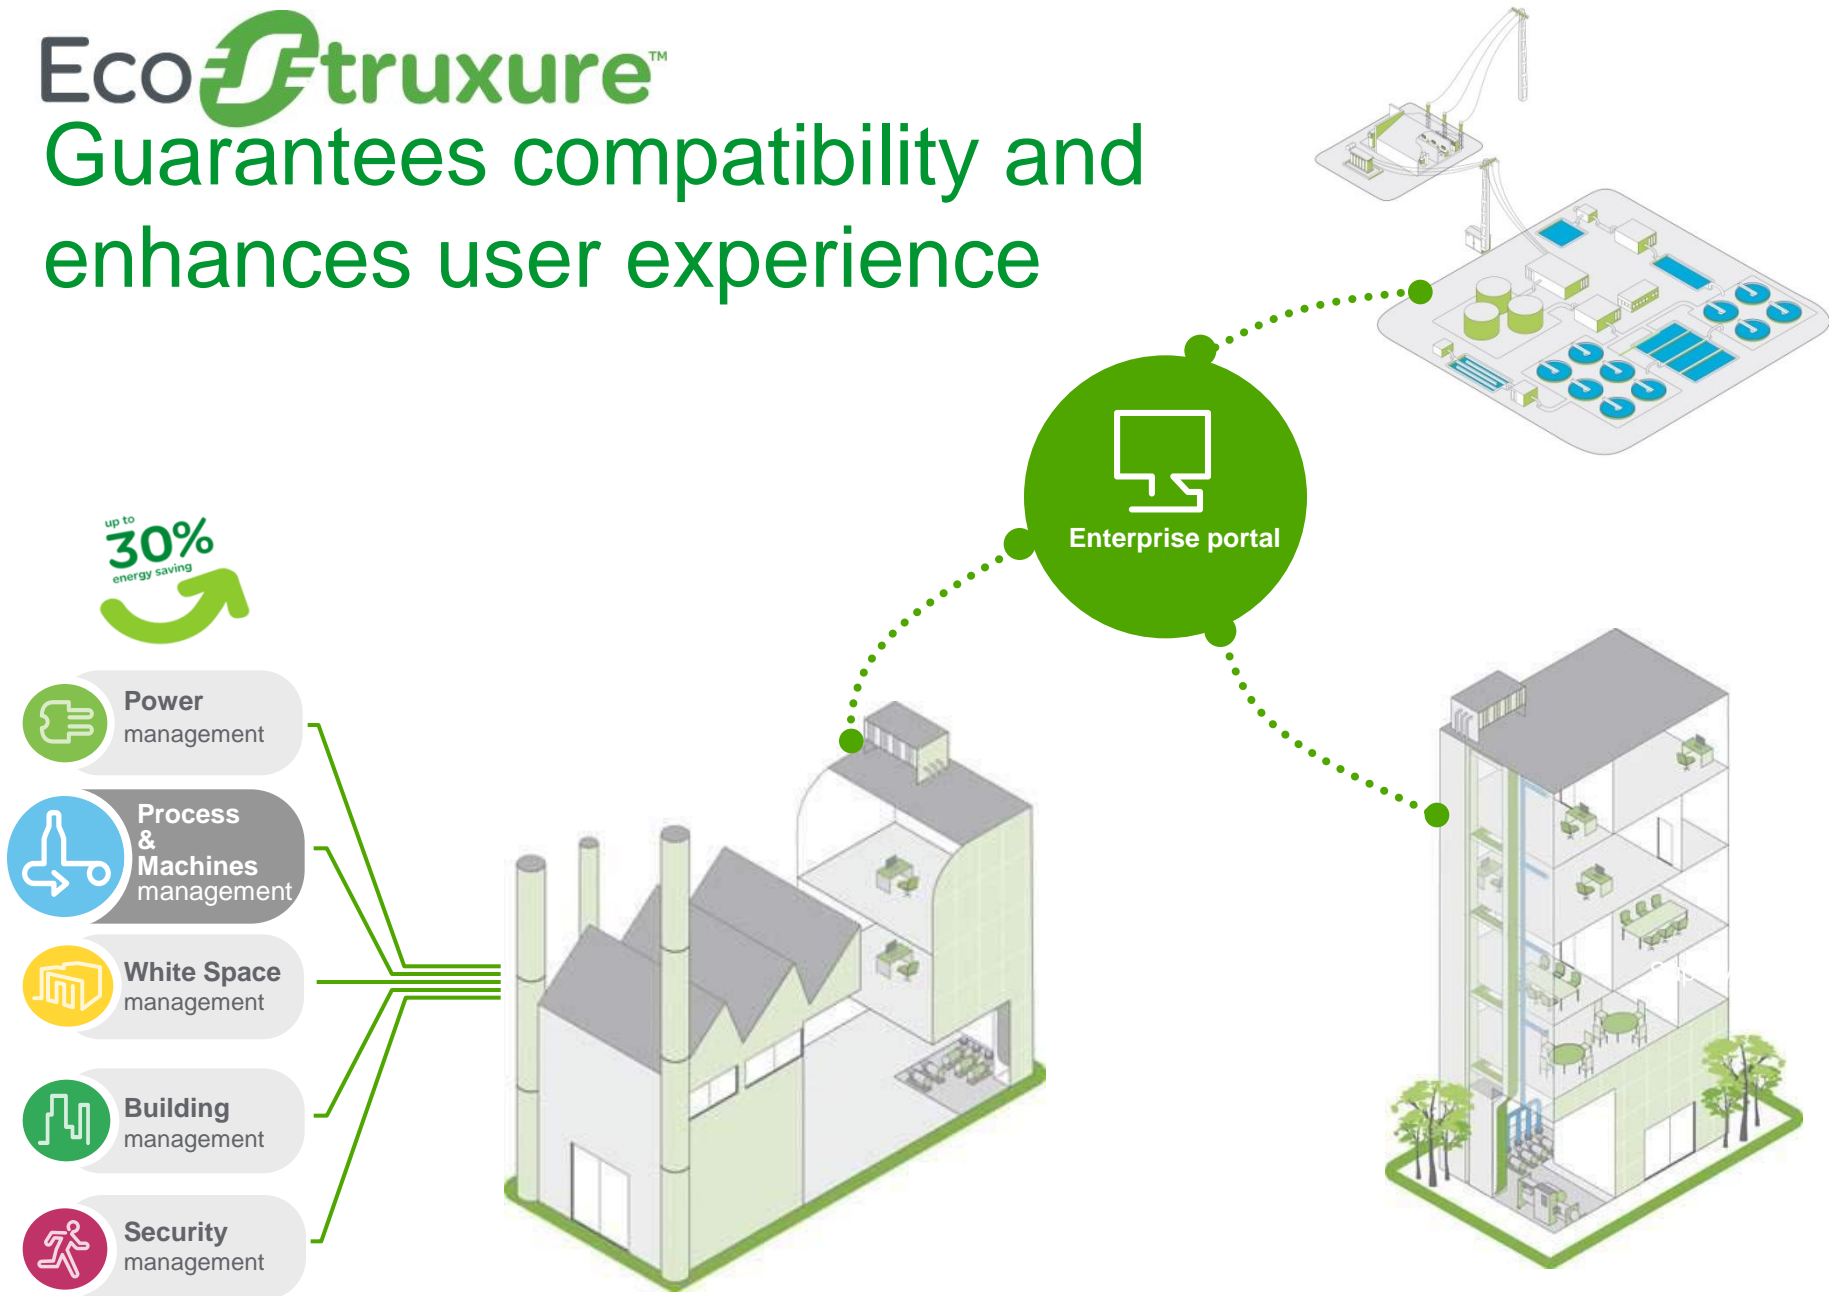 EcoStruxure™
Guarantees compatibility and
enhances user experience
Enterprise portal
up to
30%
energy saving
Power
management
Process
&
Machines
management
White Space
management
Building
management
Security
management